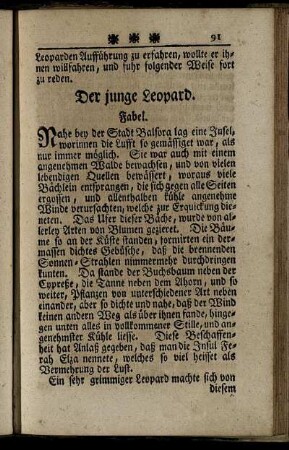 ❋ ❋ ❋ 91
Leoparden Aufführung zu erfahren, wollte er ih-
nen willfahren, und fuhr folgender Weise fort
zu reden.
Der junge Leopard.
Fabel.
Nahe bey der Stadt Balsora lag eine Insel,
worinnen die Lufft so gemässiget war, als
nur immer möglich. Sie war auch mit einem
angenehmen Walde bewachsen, und von vielen
lebendigen Quellen bewässert, woraus viele
Bächlein entsprangen, die sich gegen alle Seiten
ergossen, und allenthalben kühle angenehme
Winde verursachten, welche zur Erquickung die-
neten. Das Ufer dieser Bäche, wurde von al-
lerley Arten von Blumen gezieret. Die Bäu-
me so an der Küste standen, formirten ein der-
massen dichtes Gebüsche, daß die brennenden
Sonnen-Strahlen nimmermehr durchdringen
kunten. Da stande der Buchsbaum neben der
Cypreße, die Tanne neben dem Ahorn, und so
weiter, Pflanzen von unterschiedener Art neben
einander, aber so dichte und nahe, daß der Wind
keinen andern Weg als über ihnen fande, hinge-
gen unten alles in vollkommener Stille, und an-
genehmster Kühle liesse. Diese Beschaffen-
heit hat Anlaß gegeben, daß man die Insul Fe-
rah Elza nennete, welches so viel heisset als
Vermehrung der Lust.
Ein sehr grimmiger Leopard machte sich von
diesem